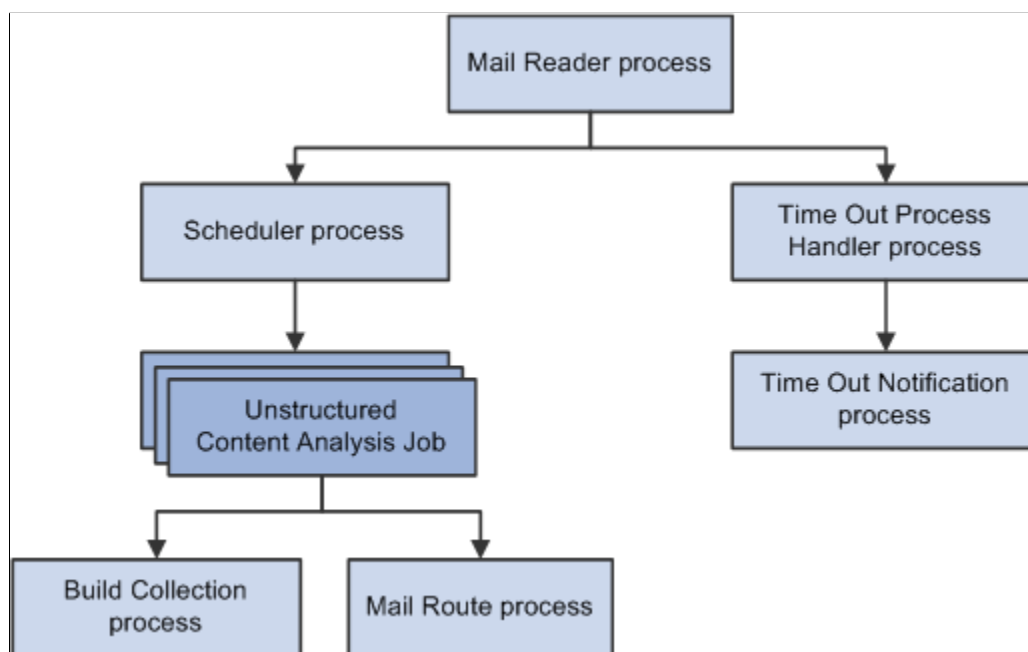 Mail Reader process
Scheduler process
Time Out Process
Handler process
Unstructured
Content Analysis Job
Time Out Notification
process
Build Collection
process
Mail Route process